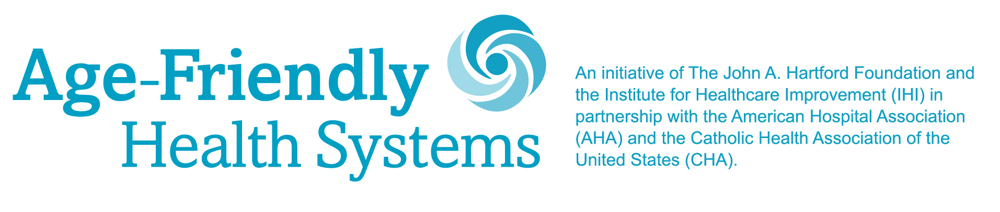 Age-Friendly
Health Systems
An initiative of The John A. Hartford Foundation and
the Institute for Healthcare Improvement (IHI) in
partnership with the American Hospital Association
(AHA) and the Catholic Health Association of the
United States (CHA).